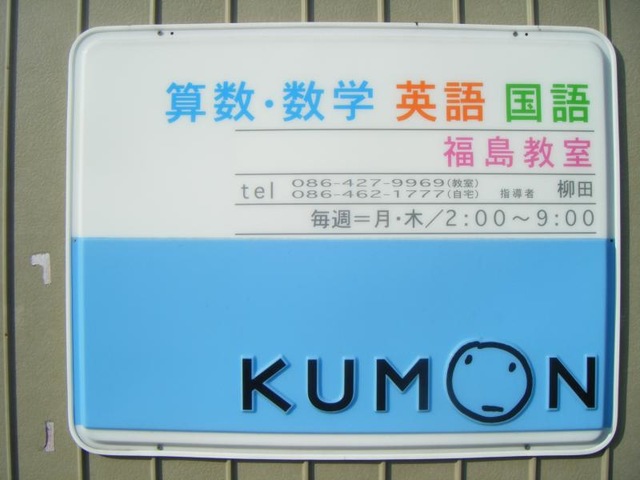 算数・数学 英語 国語
福島教室
tel 086-427-9969(教室)
086-462-1777(自宅) 指導者 柳田
毎週＝月・木／2：00～9：00
KUMON